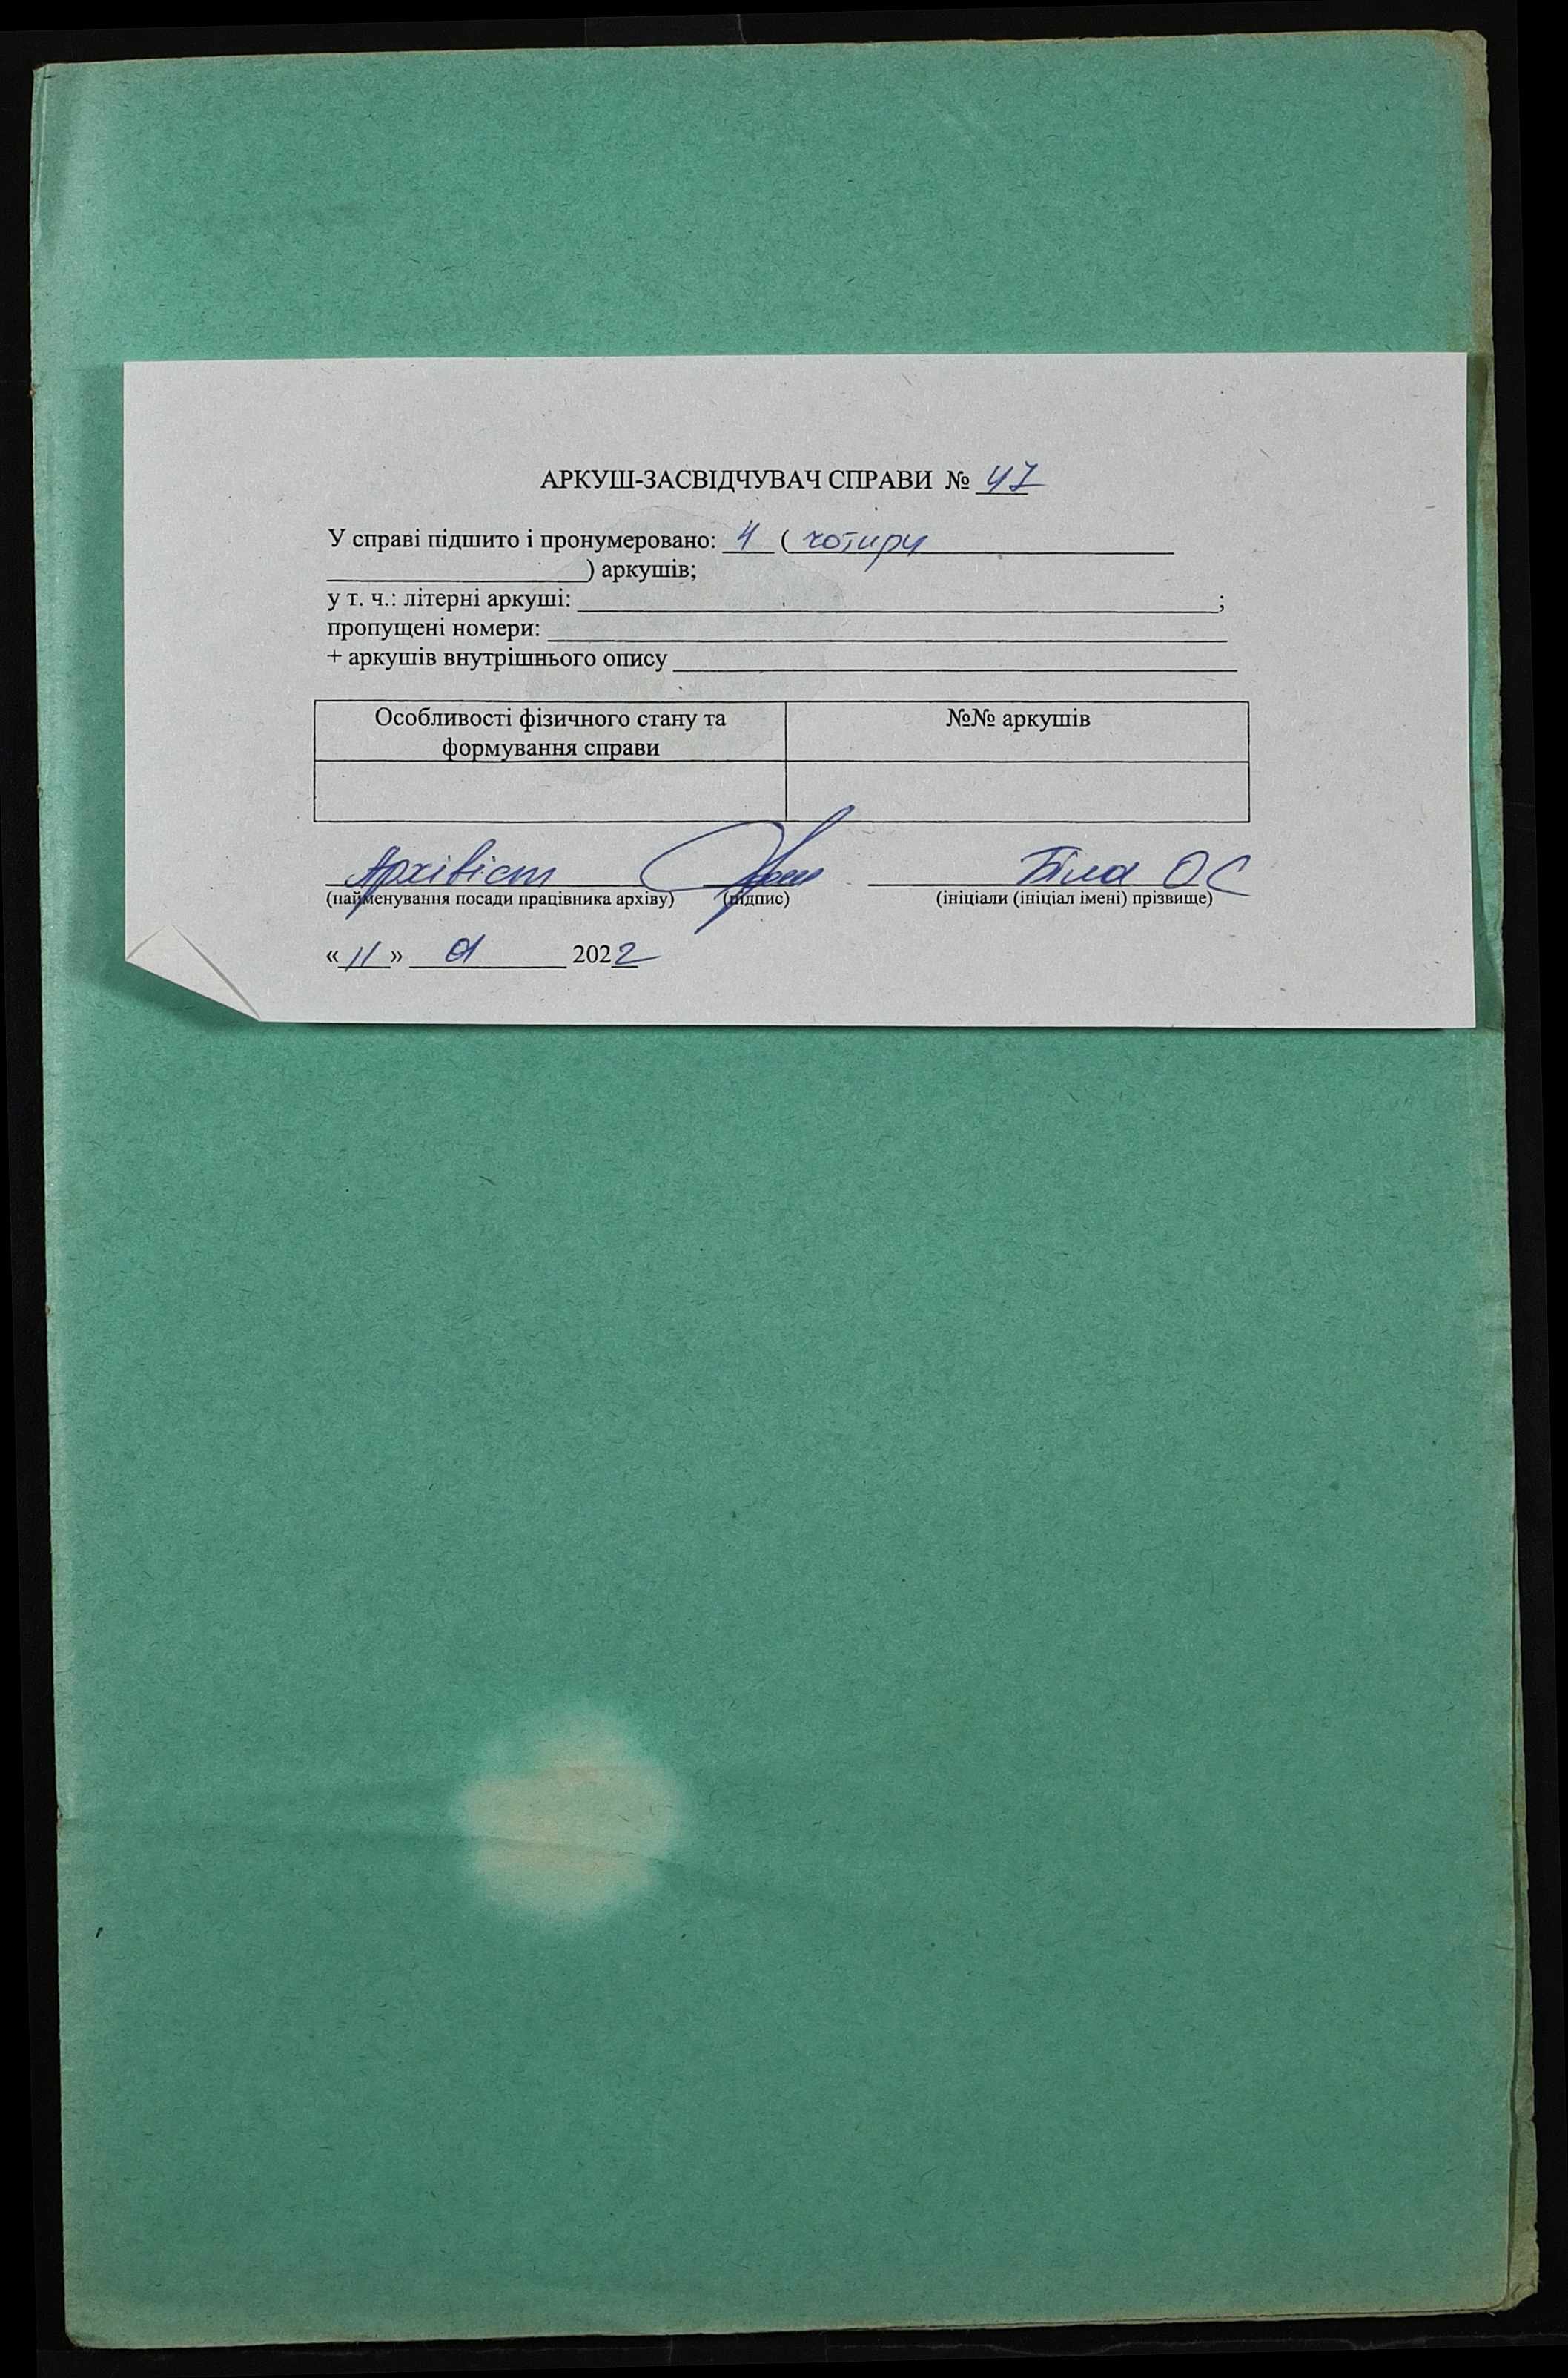 АРКУШ-ЗАСВІДЧУВАЧ СПРАВИ № 47
У справі підшито і пронумеровано: 4 ( чотири
) аркушів;
у т. ч.: літерні аркуші: ;
пропущені номери:
+ аркушів внутрішнього опису
Особливості фізичного стану та №№ аркушів
формування справи
Архівіст Біла ОС
(найменування посади працівника архіву) (підпис) (ініціали (ініціал імені) прізвище)
« 11 » 01 2022